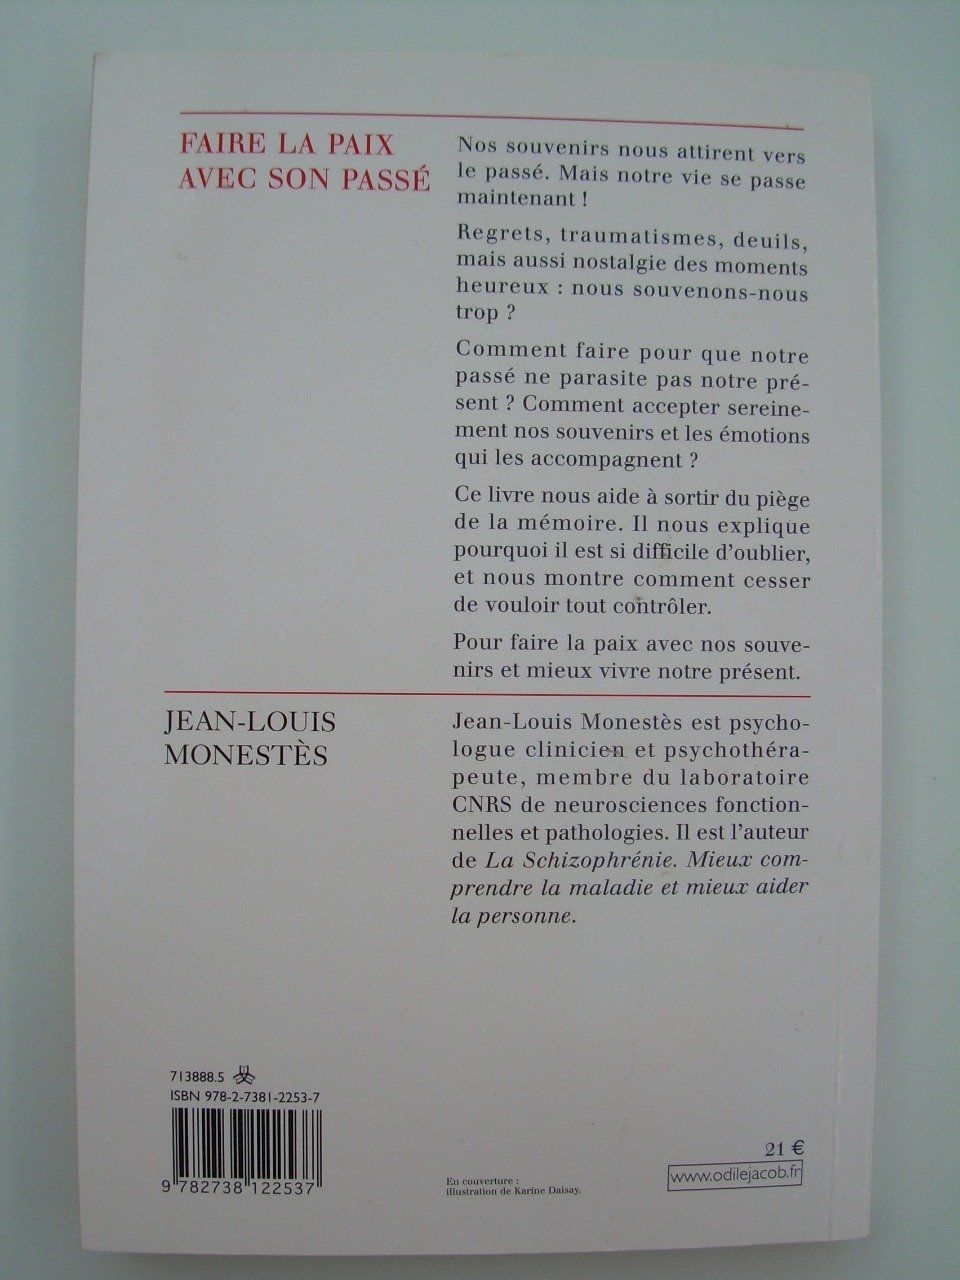 FAIRE LA PAIX
AVEC SON PASSÉ
Nos souvenirs nous attirent vers
le passé. Mais notre vie se passe
maintenant !
Regrets, traumatismes, deuils,
mais aussi nostalgie des moments
heureux : nous souvenons-nous
trop ?
Comment faire pour que notre
passé ne parasite pas notre pré-
sent ? Comment accepter sereine-
ment nos souvenirs et les émotions
qui les accompagnent ?
Ce livre nous aide à sortir du piège
de la mémoire. Il nous explique
pourquoi il est si difficile d'oublier,
et nous montre comment cesser
de vouloir tout contrôler.
Pour faire la paix avec nos souve-
nirs et mieux vivre notre présent.
JEAN-LOUIS
MONESTÈS
Jean-Louis Monestès est psycho-
logue clinicien et psychothéra-
peute, membre du laboratoire
CNRS de neurosciences fonction-
nelles et pathologies. Il est l'auteur
de La Schizophrénie. Mieux com-
prendre la maladie et mieux aider
la personne.
713888.5
ISBN 978-2-7381-2253-7
9 782738 122537
En couverture :
illustration de Karine Daisay.
21 €
www.odilejacob.fr